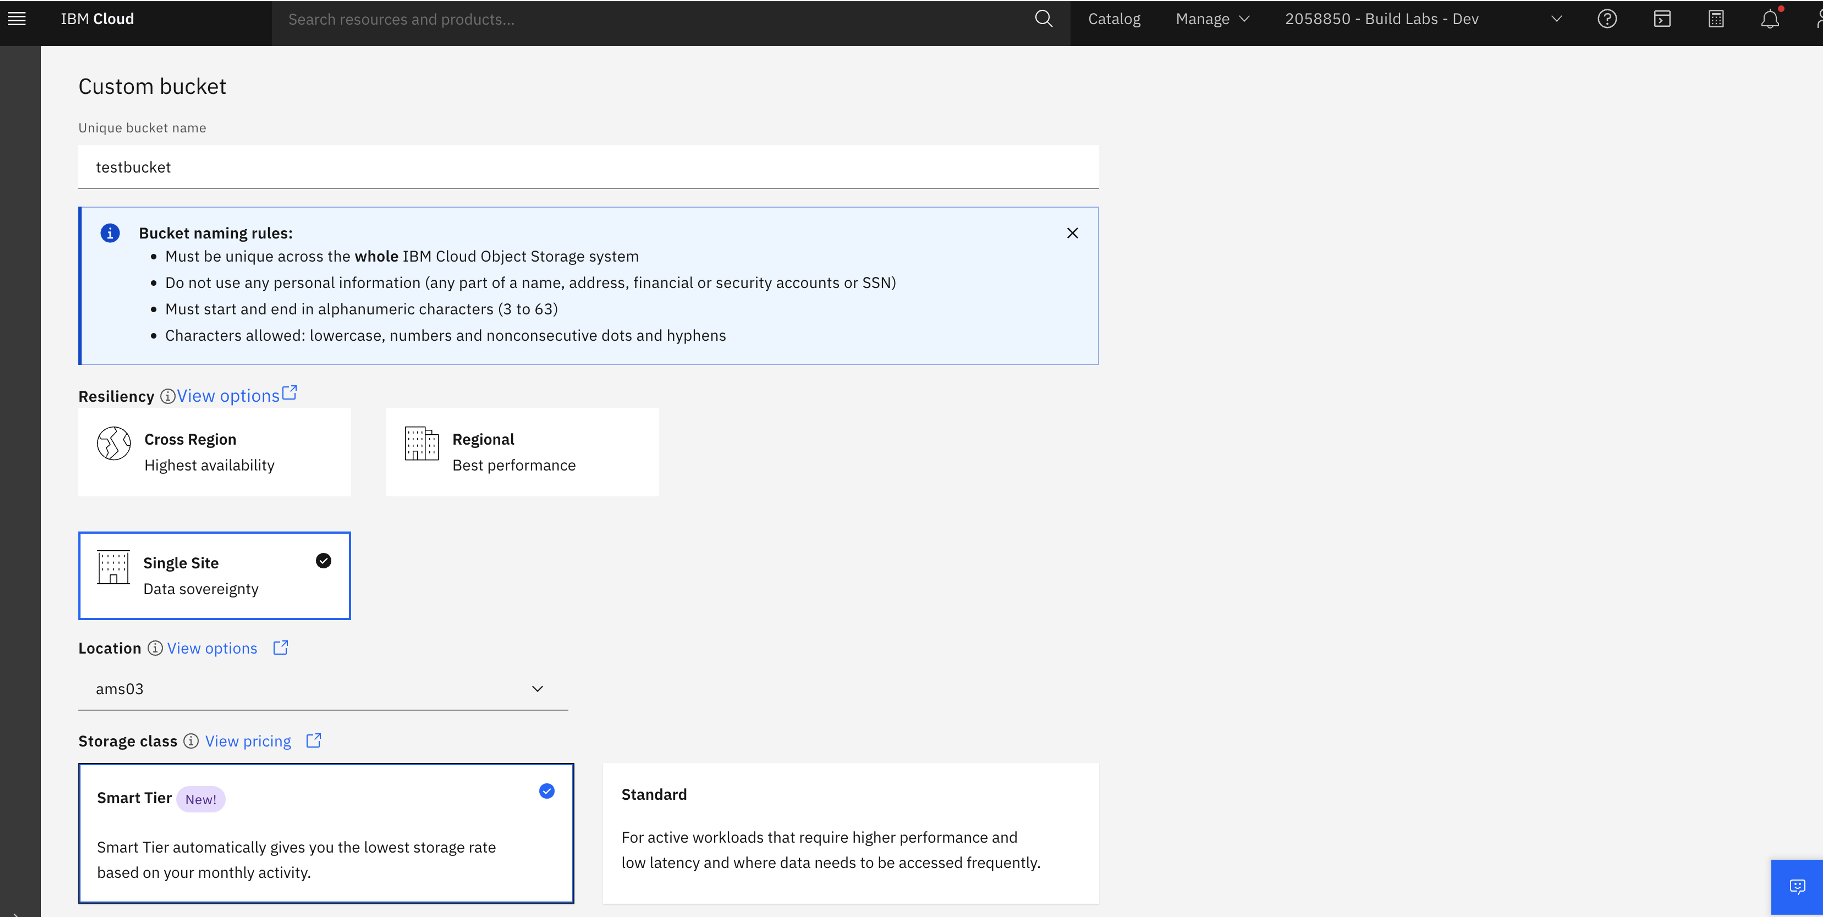 IBM Cloud
Search resources and products...
Catalog
Manage
2058850 - Build Labs - Dev
Custom bucket
Unique bucket name
testbucket
Bucket naming rules:
Must be unique across the whole IBM Cloud Object Storage system
Do not use any personal information (any part of a name, address, financial or security accounts or SSN)
Must start and end in alphanumeric characters (3 to 63)
Characters allowed: lowercase, numbers and nonconsecutive dots and hyphens
Resiliency View options
Cross Region
Highest availability
Regional
Best performance
Single Site
Data sovereignty
Location View options
ams03
Storage class View pricing
Smart Tier New!
Smart Tier automatically gives you the lowest storage rate
based on your monthly activity.
Standard
For active workloads that require higher performance and
low latency and where data needs to be accessed frequently.